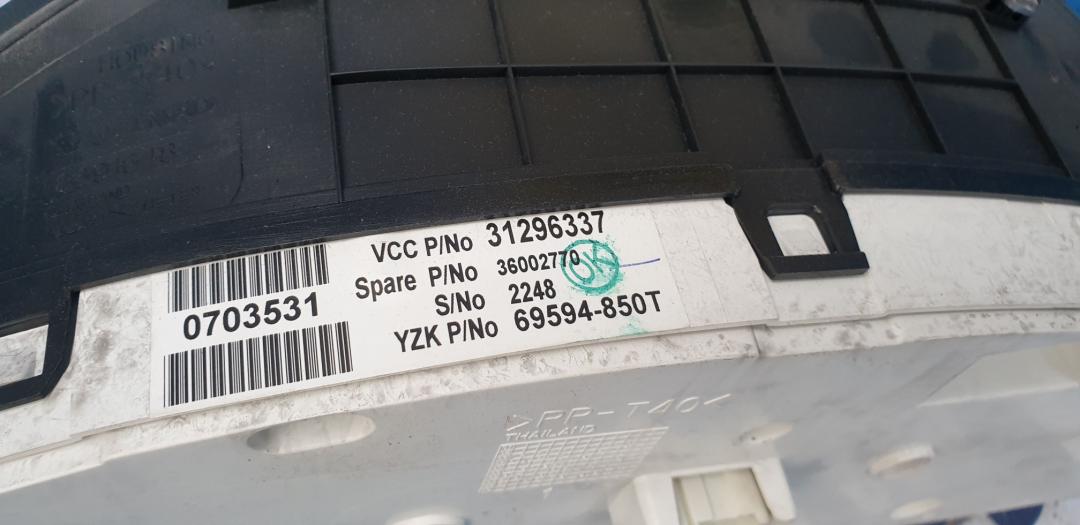 VCC P/No 31296337
Spare P/No 36002770
OK
S/No 2248
YZK P/No 69594-850T
0703531
>PP-T40<
THAILAND